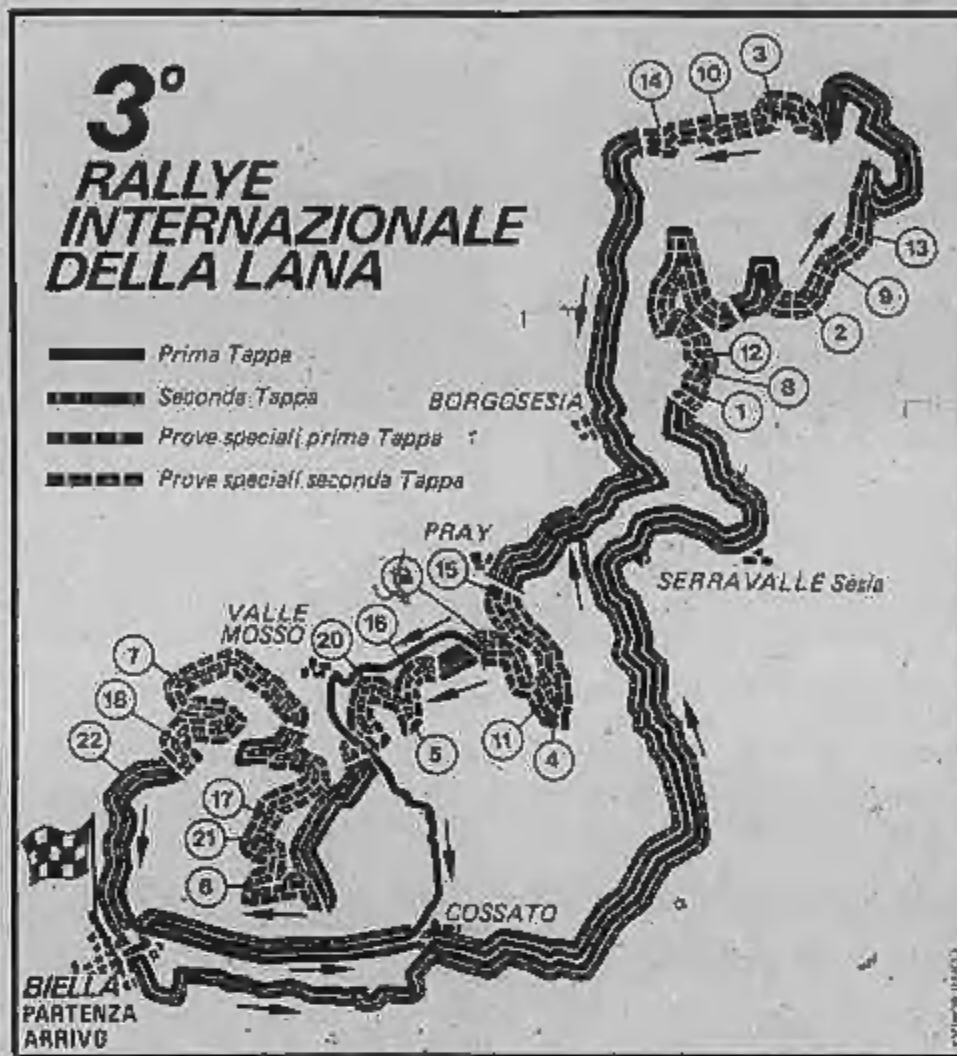 3°
RALLYE
INTERNAZIONALE
DELLA LANA
Prima Tappa
Seconda Tappa
Prove speciali prima Tappa
Prove speciali seconda Tappa
14
10
3
13
9
2
12
8
1
BORGOSESIA
PRAY
SERRAVALLE Sesia
15
VALLE
MOSSO
20
16
7
18
22
5
11
4
17
21
6
COSSATO
BIELLA
PARTENZA
ARRIVO